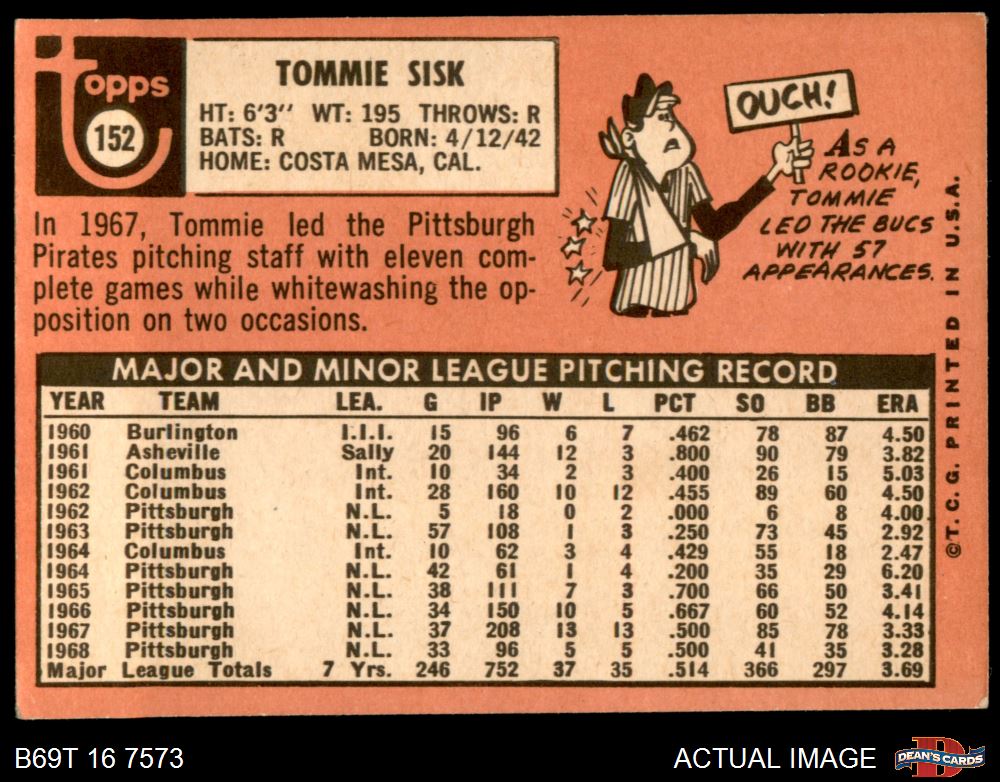 Topps
152
TOMMIE SISK
HT: 6'3" WT: 195 THROWS: R
BATS: R BORN: 4/12/42
HOME: COSTA MESA, CAL.
OUCH!
AS A
ROOKIE,
TOMMIE
LED THE BUCS
WITH 57
APPEARANCES.
In 1967, Tommie led the Pittsburgh
Pirates pitching staff with eleven com-
plete games while whitewashing the op-
position on two occasions.
MAJOR AND MINOR LEAGUE PITCHING RECORD
YEAR TEAM LEA. G IP W L PCT SO BB ERA
1960 Burlington I.I.I. 15 96 6 7 .462 78 87 4.50
1961 Asheville Sally 20 144 12 3 .800 90 79 3.82
1961 Columbus Int. 10 34 2 3 .400 26 15 5.03
1962 Columbus Int. 28 160 10 12 .455 89 60 4.50
1962 Pittsburgh N.L. 5 18 0 2 .000 6 8 4.00
1963 Pittsburgh N.L. 57 108 1 3 .250 73 45 2.92
1964 Columbus Int. 10 62 3 4 .429 55 18 2.47
1964 Pittsburgh N.L. 42 61 1 4 .200 35 29 6.20
1965 Pittsburgh N.L. 38 111 7 3 .700 66 50 3.41
1966 Pittsburgh N.L. 34 150 10 5 .667 60 52 4.14
1967 Pittsburgh N.L. 37 208 13 13 .500 85 78 3.33
1968 Pittsburgh N.L. 33 96 5 5 .500 41 35 3.28
Major League Totals 7 Yrs. 246 752 37 35 .514 366 297 3.69
©T.C.G. PRINTED IN U.S.A.
B69T 16 7573
ACTUAL IMAGE
D
DEAN'S CARDS